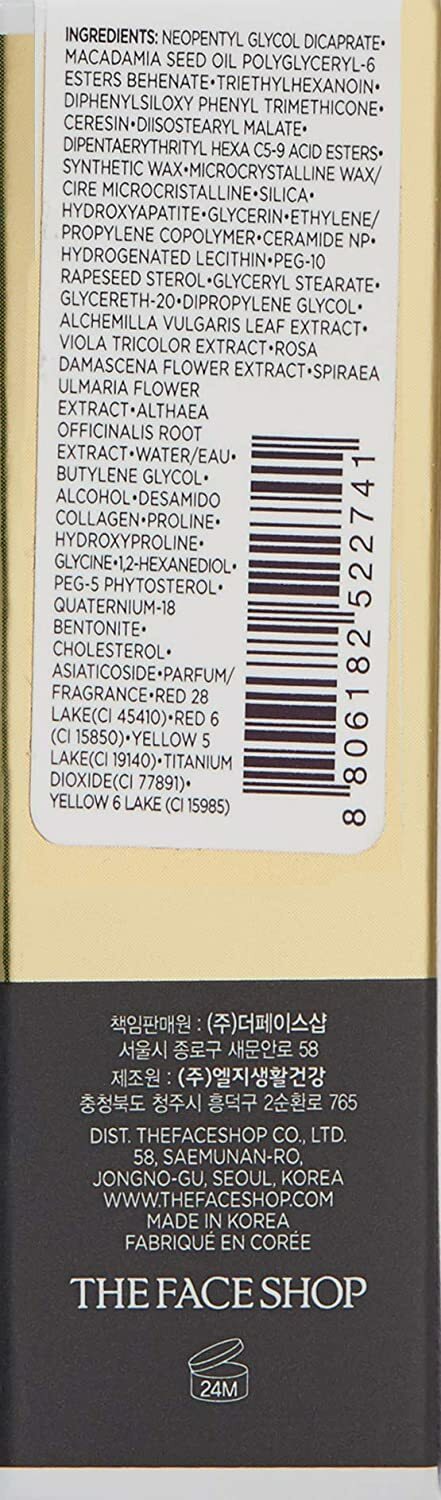 INGREDIENTS: NEOPENTYL GLYCOL DICAPRATE•
MACADAMIA SEED OIL POLYGLYCERYL-6
ESTERS BEHENATE•TRIETHYLHEXANOIN•
DIPHENYLSILOXY PHENYL TRIMETHICONE•
CERESIN•DIISOSTEARYL MALATE•
DIPENTAERYTHRITYL HEXA C5-9 ACID ESTERS•
SYNTHETIC WAX•MICROCRYSTALLINE WAX/
CIRE MICROCRISTALLINE•SILICA•
HYDROXYAPATITE•GLYCERIN•ETHYLENE/
PROPYLENE COPOLYMER•CERAMIDE NP•
HYDROGENATED LECITHIN•PEG-10
RAPESEED STEROL•GLYCERYL STEARATE•
GLYCERETH-20•DIPROPYLENE GLYCOL•
ALCHEMILLA VULGARIS LEAF EXTRACT•
VIOLA TRICOLOR EXTRACT•ROSA
DAMASCENA FLOWER EXTRACT•SPIRAEA
ULMARIA FLOWER
EXTRACT•ALTHAEA
OFFICINALIS ROOT
EXTRACT•WATER/EAU•
BUTYLENE GLYCOL•
ALCOHOL•DESAMIDO
COLLAGEN•PROLINE•
HYDROXYPROLINE•
GLYCINE•1,2-HEXANEDIOL•
PEG-5 PHYTOSTEROL•
QUATERNIUM-18
BENTONITE•
CHOLESTEROL•
ASIATICOSIDE•PARFUM/
FRAGRANCE•RED 28
LAKE(CI 45410)•RED 6
(CI 15850)•YELLOW 5
LAKE(CI 19140)•TITANIUM
DIOXIDE(CI 77891)•
YELLOW 6 LAKE (CI 15985)
8 806182 522741
책임판매원 : (주)더페이스샵
서울시 종로구 새문안로 58
제조원 : (주)엘지생활건강
충청북도 청주시 흥덕구 2순환로 765
DIST. THEFACESHOP CO., LTD.
58, SAEMUNAN-RO,
JONGNO-GU, SEOUL, KOREA
WWW.THEFACESHOP.COM
MADE IN KOREA
FABRIQUÉ EN CORÉE
THE FACE SHOP
24M